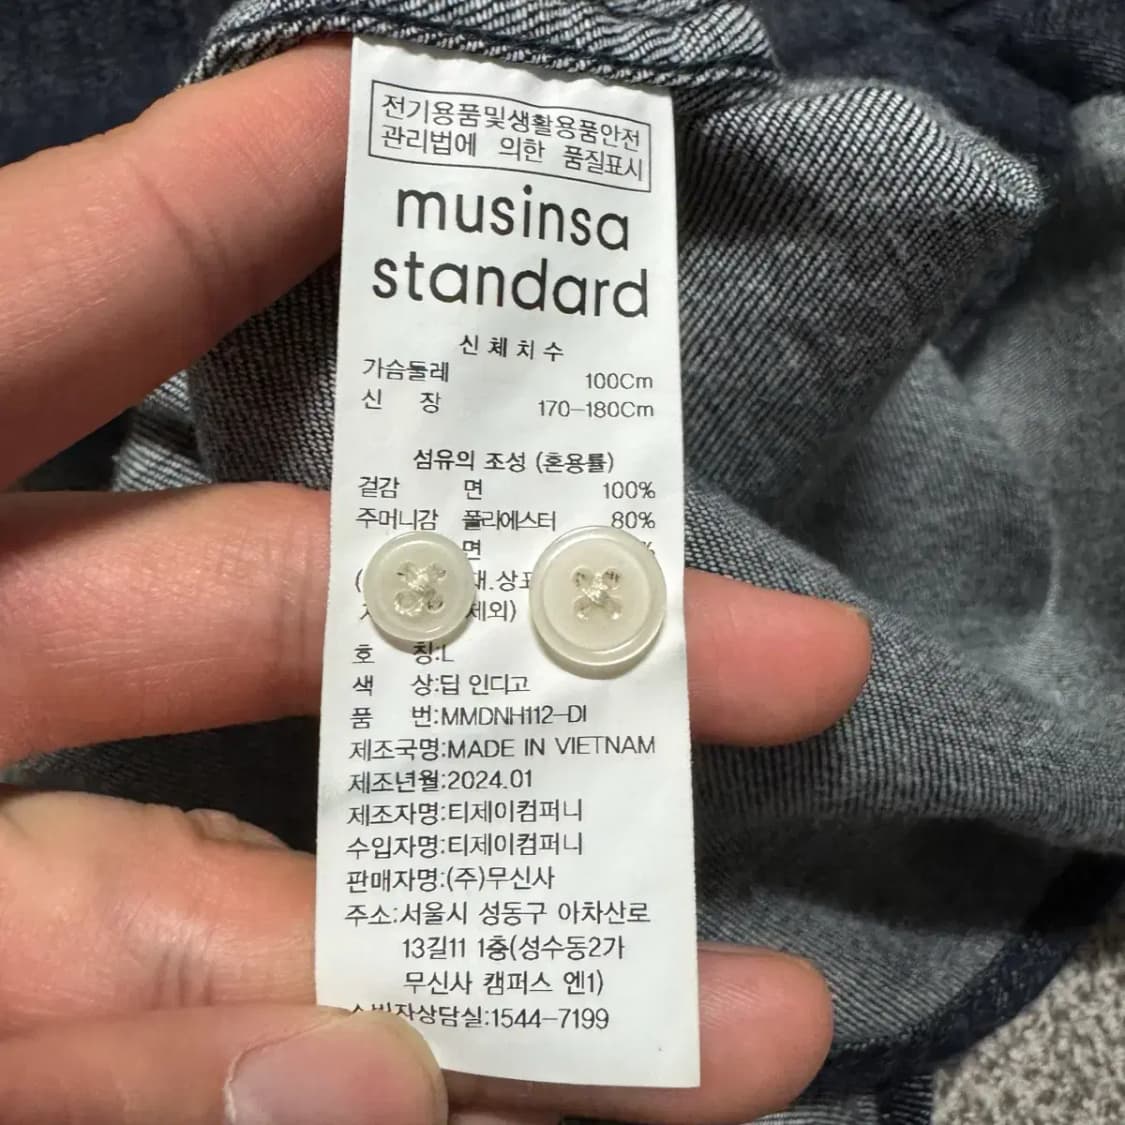 전기용품및생활용품안전
관리법에 의한 품질표시
musinsa
standard
신체치수
가슴둘레 100Cm
신 장 170-180Cm
섬유의 조성 (혼용률)
겉감 면 100%
주머니감 폴리에스터 80%
면 %
제외)
호 칭:L
색 상:딥 인디고
품 번:MMDNH112-DI
제조국명:MADE IN VIETNAM
제조년월:2024.01
제조자명:티제이컴퍼니
수입자명:티제이컴퍼니
판매자명:(주)무신사
주소:서울시 성동구 아차산로
13길11 1층(성수동2가
무신사 캠퍼스 엔1)
상담실:1544-7199